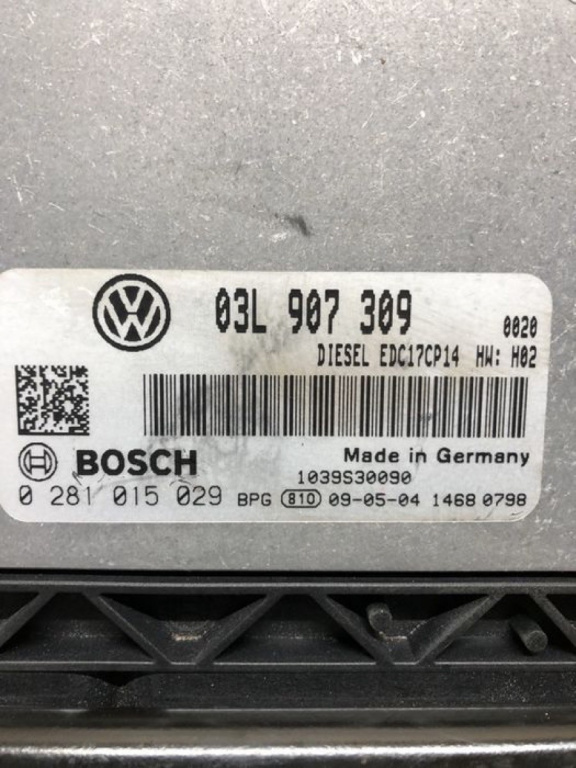 03L 907 309 0020
DIESEL EDC17CP14 HW: H02
BOSCH Made in Germany
1039S30090
0 281 015 029 BPG 810 09-05-04 1468 0798